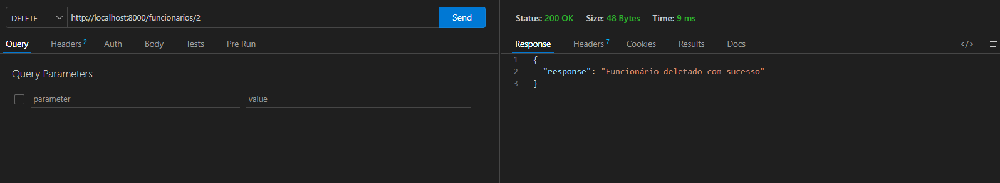 DELETE http://localhost:8000/funcionarios/2 Send
Query Headers 2 Auth Body Tests Pre Run
Query Parameters
parameter value
Status: 200 OK Size: 48 Bytes Time: 9 ms
Response Headers 7 Cookies Results Docs </>
1 {
2 "response": "Funcionário deletado com sucesso"
3 }